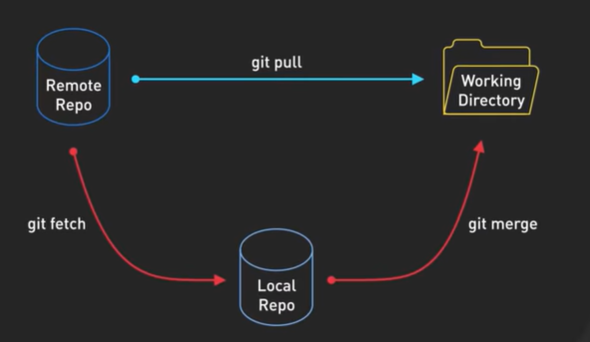 git pull
Remote
Repo
Working
Directory
git fetch
git merge
Local
Repo